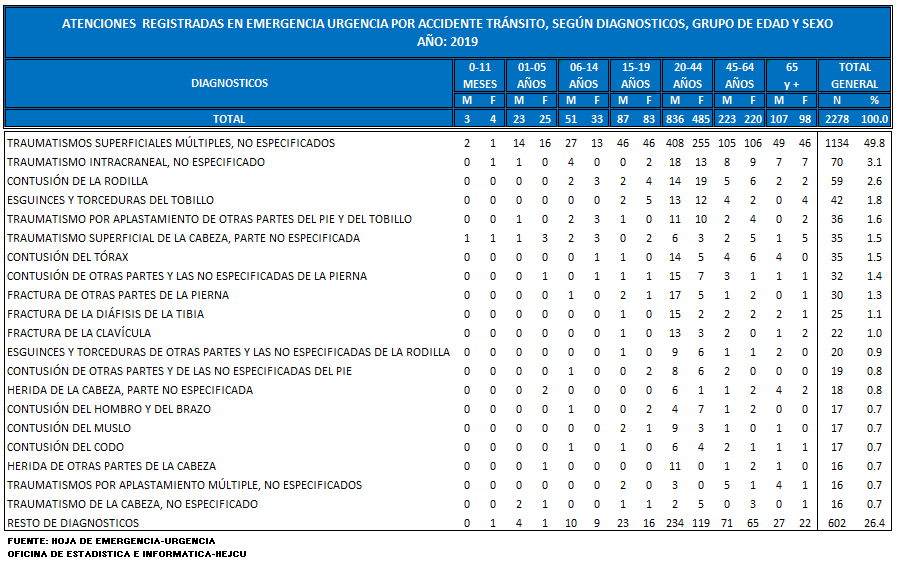 ATENCIONES REGISTRADAS EN EMERGENCIA URGENCIA POR ACCIDENTE TRÁNSITO, SEGÚN DIAGNOSTICOS, GRUPO DE EDAD Y SEXO
AÑO: 2019
DIAGNOSTICOS 0-11 MESES 01-05 AÑOS 06-14 AÑOS 15-19 AÑOS 20-44 AÑOS 45-64 AÑOS 65 y + TOTAL GENERAL
M F M F M F M F M F M F M F N %
TOTAL 3 4 23 25 51 33 87 83 836 485 223 220 107 98 2278 100.0
TRAUMATISMOS SUPERFICIALES MÚLTIPLES, NO ESPECIFICADOS 2 1 14 16 27 13 46 46 408 255 105 106 49 46 1134 49.8
TRAUMATISMO INTRACRANEAL, NO ESPECIFICADO 0 1 1 0 4 0 0 2 18 13 8 9 7 7 70 3.1
CONTUSIÓN DE LA RODILLA 0 0 0 0 2 3 2 4 14 19 5 6 2 2 59 2.6
ESGUINCES Y TORCEDURAS DEL TOBILLO 0 0 0 0 0 0 2 5 13 12 4 2 0 4 42 1.8
TRAUMATISMO POR APLASTAMIENTO DE OTRAS PARTES DEL PIE Y DEL TOBILLO 0 0 1 0 2 3 1 0 11 10 2 4 0 2 36 1.6
TRAUMATISMO SUPERFICIAL DE LA CABEZA, PARTE NO ESPECIFICADA 1 1 1 3 2 3 0 2 6 3 2 5 1 5 35 1.5
CONTUSIÓN DEL TÓRAX 0 0 0 0 0 1 1 0 14 5 4 6 4 0 35 1.5
CONTUSIÓN DE OTRAS PARTES Y LAS NO ESPECIFICADAS DE LA PIERNA 0 0 0 1 0 1 1 1 15 7 3 1 1 1 32 1.4
FRACTURA DE OTRAS PARTES DE LA PIERNA 0 0 0 0 1 0 2 1 17 5 1 2 0 1 30 1.3
FRACTURA DE LA DIÁFISIS DE LA TIBIA 0 0 0 0 0 0 1 0 15 2 2 2 2 1 25 1.1
FRACTURA DE LA CLAVÍCULA 0 0 0 0 0 0 1 0 13 3 2 0 1 2 22 1.0
ESGUINCES Y TORCEDURAS DE OTRAS PARTES Y LAS NO ESPECIFICADAS DE LA RODILLA 0 0 0 0 0 0 1 0 9 6 1 1 2 0 20 0.9
CONTUSIÓN DE OTRAS PARTES Y DE LAS NO ESPECIFICADAS DEL PIE 0 0 0 0 1 0 0 2 8 6 2 0 0 0 19 0.8
HERIDA DE LA CABEZA, PARTE NO ESPECIFICADA 0 0 0 2 0 0 0 0 6 1 1 2 4 2 18 0.8
CONTUSIÓN DEL HOMBRO Y DEL BRAZO 0 0 0 0 1 0 0 2 4 7 1 2 0 0 17 0.7
CONTUSIÓN DEL MUSLO 0 0 0 0 0 0 2 1 9 3 1 0 1 0 17 0.7
CONTUSIÓN DEL CODO 0 0 0 0 1 0 1 0 6 4 2 1 1 1 17 0.7
HERIDA DE OTRAS PARTES DE LA CABEZA 0 0 0 1 0 0 0 0 11 0 1 2 1 0 16 0.7
TRAUMATISMOS POR APLASTAMIENTO MÚLTIPLE, NO ESPECIFICADOS 0 0 0 0 0 0 2 0 3 0 5 1 4 1 16 0.7
TRAUMATISMO DE LA CABEZA, NO ESPECIFICADO 0 0 2 1 0 0 1 1 2 5 0 3 0 1 16 0.7
RESTO DE DIAGNOSTICOS 0 1 4 1 10 9 23 16 234 119 71 65 27 22 602 26.4
FUENTE: HOJA DE EMERGENCIA-URGENCIA
OFICINA DE ESTADISTICA E INFORMATICA-HEJCU